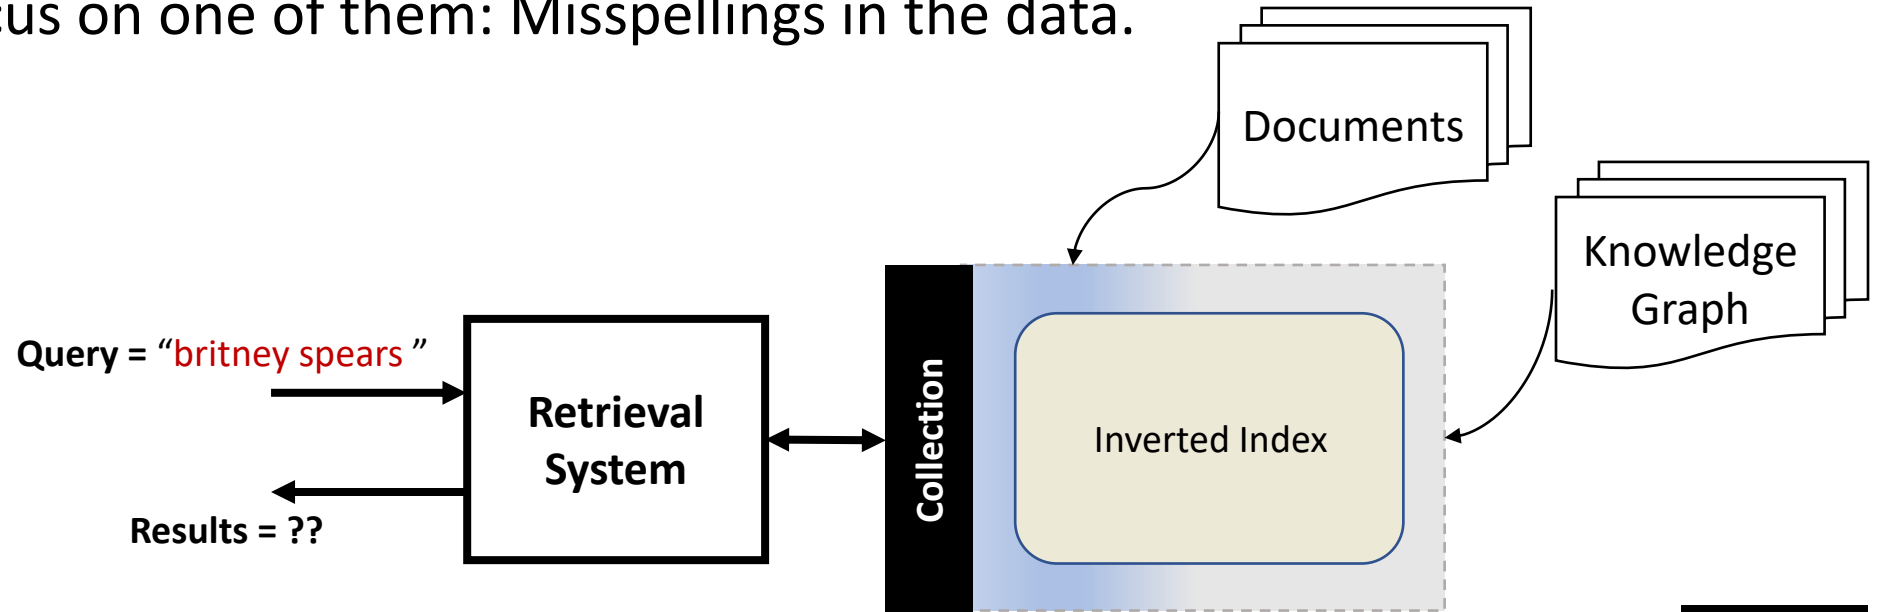 us on one of them: Misspellings in the data.
Documents
Knowledge
Graph
Query = “britney spears ”
Retrieval
System
Results = ??
Collection
Inverted Index